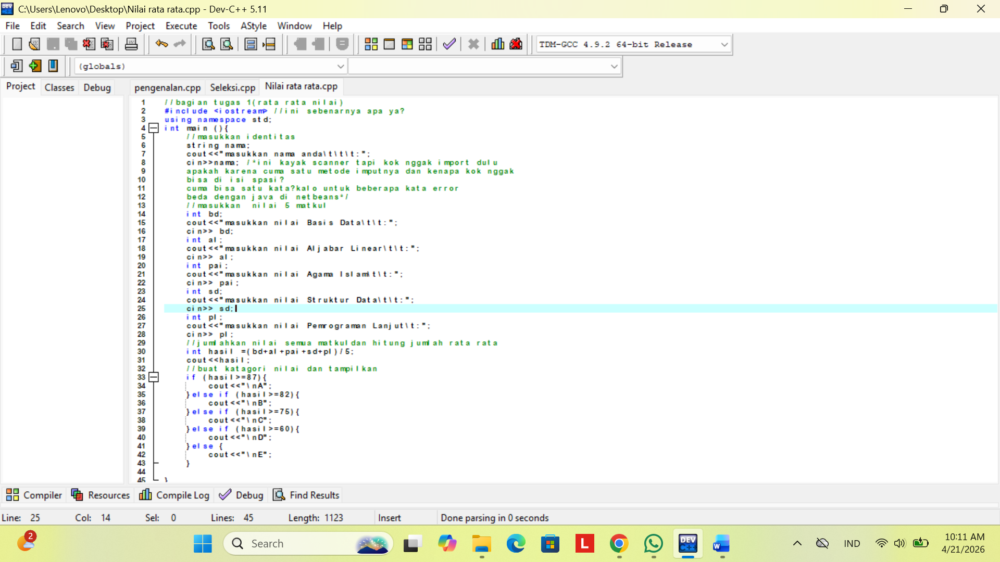 C:\Users\Lenovo\Desktop\Nilai rata rata.cpp - Dev-C++ 5.11
File Edit Search View Project Execute Tools AStyle Window Help
TDM-GCC 4.9.2 64-bit Release
(globals)
Project Classes Debug pengenalan.cpp Seleksi.cpp Nilai rata rata.cpp
1 //bagian tugas 1(rata rata nilai)
2 #include <iostream> //ini sebenarnya apa ya?
3 using namespace std;
4 int main (){
5 //masukkan identitas
6 string nama;
7 cout<<"masukkan nama anda\t\t\t:";
8 cin>>nama; /*ini kayak scanner tapi kok nggak import dulu
9 apakah karena cuma satu metode imputnya dan kenapa kok nggak
10 bisa di isi spasi?
11 cuma bisa satu kata?kalo untuk beberapa kata error
12 beda dengan java di netbeans*/
13 //masukkan  nilai 5 matkul
14 int bd;
15 cout<<"masukkan nilai Basis Data\t\t:";
16 cin>> bd;
17 int al;
18 cout<<"masukkan nilai Aljabar Linear\t\t:";
19 cin>> al;
20 int pai;
21 cout<<"masukkan nilai Agama Islam\t\t:";
22 cin>> pai;
23 int sd;
24 cout<<"masukkan nilai Struktur Data\t\t:";
25 cin>> sd;
26 int pl;
27 cout<<"masukkan nilai Pemrograman Lanjut\t:";
28 cin>> pl;
29 //jumlahkan nilai semua matkul dan hitung jumlah rata rata
30 int hasil =(bd+al+pai+sd+pl)/5;
31 cout<<hasil;
32 //buat katagori nilai dan tampilkan
33 if (hasil>=87){
34 cout<<"\nA";
35 }else if (hasil>=82){
36 cout<<"\nB";
37 }else if (hasil>=75){
38 cout<<"\nC";
39 }else if (hasil>=60){
40 cout<<"\nD";
41 }else {
42 cout<<"\nE";
43 }
44
45 }
Compiler Resources Compile Log Debug Find Results
Line: 25 Col: 14 Sel: 0 Lines: 45 Length: 1123 Insert Done parsing in 0 seconds
2 Search L DEV C++ W IND 10:11 AM
4/21/2026